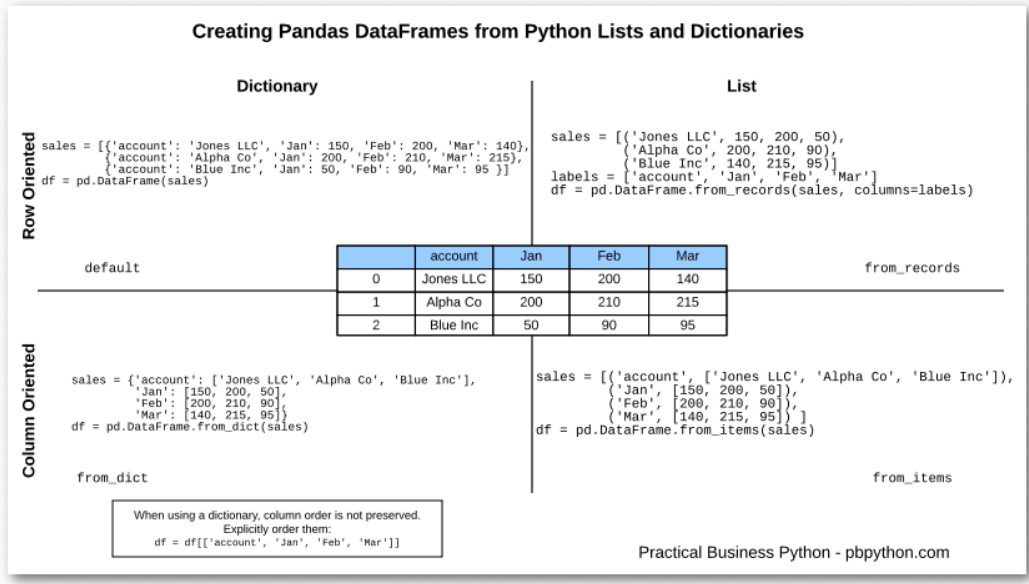 Creating Pandas DataFrames from Python Lists and Dictionaries
Dictionary
List
Row Oriented
sales = [{'account': 'Jones LLC', 'Jan': 150, 'Feb': 200, 'Mar': 140},
{'account': 'Alpha Co', 'Jan': 200, 'Feb': 210, 'Mar': 215},
{'account': 'Blue Inc', 'Jan': 50, 'Feb': 90, 'Mar': 95 }]
df = pd.DataFrame(sales)
default
sales = [('Jones LLC', 150, 200, 50),
('Alpha Co', 200, 210, 90),
('Blue Inc', 140, 215, 95)]
labels = ['account', 'Jan', 'Feb', 'Mar']
df = pd.DataFrame.from_records(sales, columns=labels)
from_records
account Jan Feb Mar
0 Jones LLC 150 200 140
1 Alpha Co 200 210 215
2 Blue Inc 50 90 95
Column Oriented
sales = {'account': ['Jones LLC', 'Alpha Co', 'Blue Inc'],
'Jan': [150, 200, 50],
'Feb': [200, 210, 90],
'Mar': [140, 215, 95]}
df = pd.DataFrame.from_dict(sales)
from_dict
sales = [('account', ['Jones LLC', 'Alpha Co', 'Blue Inc']),
('Jan', [150, 200, 50]),
('Feb', [200, 210, 90]),
('Mar', [140, 215, 95]) ]
df = pd.DataFrame.from_items(sales)
from_items
When using a dictionary, column order is not preserved.
Explicitly order them:
df = df[['account', 'Jan', 'Feb', 'Mar']]
Practical Business Python - pbpython.com